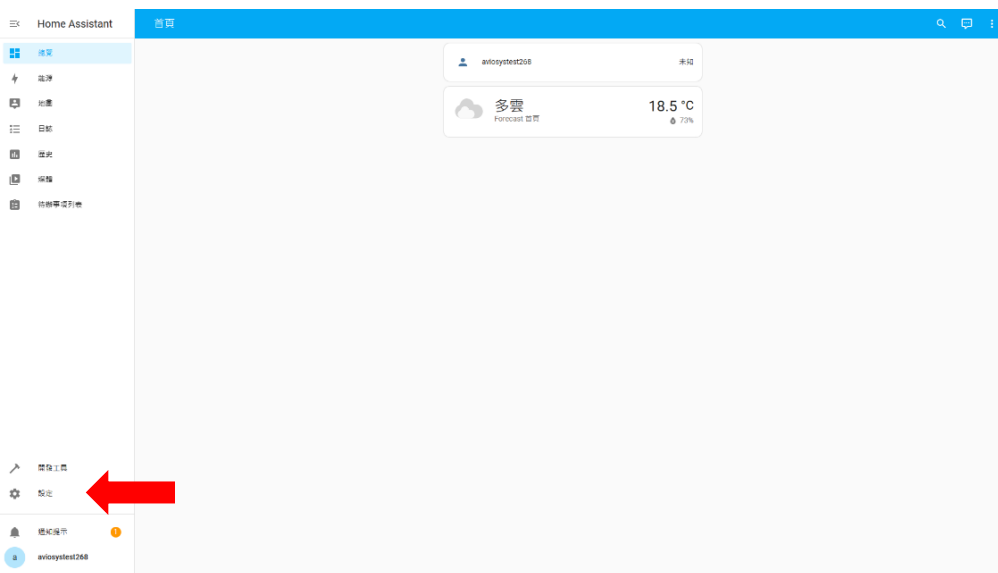 Home Assistant
首頁
總覽
能源
地圖
日誌
歷史
媒體
待辦事項列表
aviosystest268
未知
多雲
18.5 °C
Forecast 首頁
73%
開發工具
設定
通知提示
1
a
aviosystest268